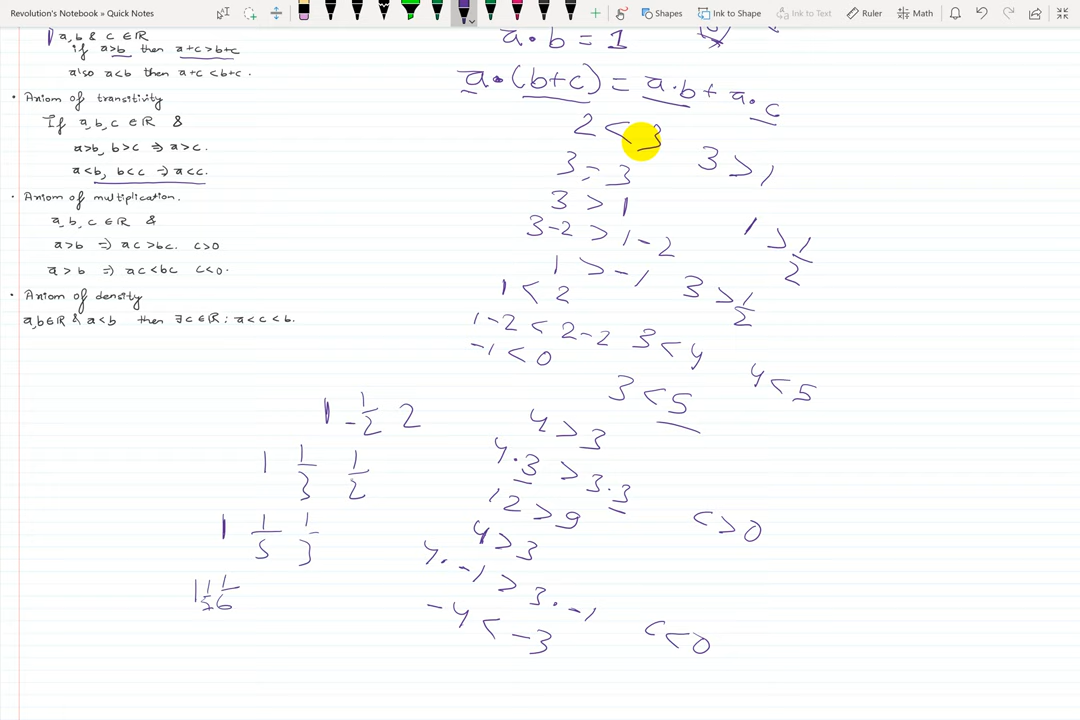 Revolution's Notebook » Quick Notes
Shapes
Ink to Shape
Ink to Text
Ruler
Math
a, b & c ∈ ℝ
if a>b then a+c>b+c
also a<b then a+c<b+c.
• Axiom of transitivity
If a, b, c ∈ ℝ &
a>b, b>c ⇒ a>c.
a<b, b<c ⇒ a<c.
• Axiom of multiplication.
a, b, c ∈ ℝ &
a>b ⇒ ac>bc. c>0
a>b ⇒ ac<bc c<0.
• Axiom of density
a,b∈ℝ & a<b then ∃c∈ℝ: a<c<b.
a•b = 1
a•(b+c) = a.b + a.c
2 < 3
3 = 3
3 > 1
3 > 1
3-2 > 1-2
1 > 1/2
1 > -1
3 > 1/2
1 < 2
1-2 < 2-2
3 < 4
-1 < 0
4 < 5
3 < 5
1 1/2 2
4 > 3
1 1/3 1/2
4.3 > 3.3
12 > 9
c > 0
1 1/5 1/3
4 > 3
4.-1 > 3.-1
-4 < -3
c < 0